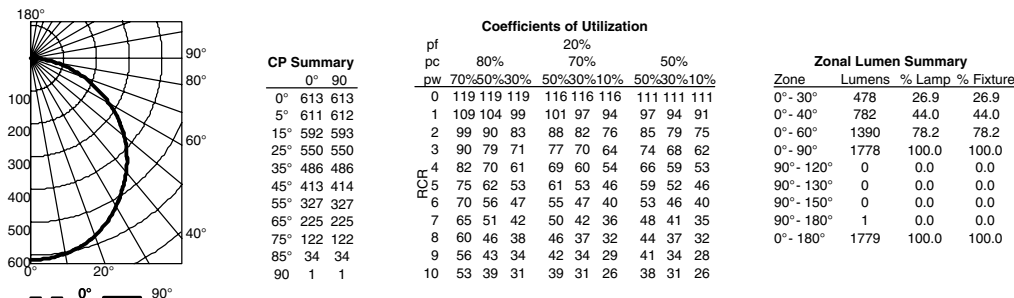 180°
90°
80°
60°
40°
100
200
300
400
500
600
0° 20°
0° 90°
CP Summary
0° 90
0° 613 613
5° 611 612
15° 592 593
25° 550 550
35° 486 486
45° 413 414
55° 327 327
65° 225 225
75° 122 122
85° 34 34
90 1 1
Coefficients of Utilization
pf 20%
pc 80% 70% 50%
pw 70%50%30% 50%30%10% 50%30%10%
RCR
0 119 119 119 116 116 116 111 111 111
1 109 104 99 101 97 94 97 94 91
2 99 90 83 88 82 76 85 79 75
3 90 79 71 77 70 64 74 68 62
4 82 70 61 69 60 54 66 59 53
5 75 62 53 61 53 46 59 52 46
6 70 56 47 55 47 40 53 46 40
7 65 51 42 50 42 36 48 41 35
8 60 46 38 46 37 32 44 37 32
9 56 43 34 42 34 29 41 34 28
10 53 39 31 39 31 26 38 31 26
Zonal Lumen Summary
Zone Lumens % Lamp % Fixture
0°- 30° 478 26.9 26.9
0°- 40° 782 44.0 44.0
0°- 60° 1390 78.2 78.2
0°- 90° 1778 100.0 100.0
90°- 120° 0 0.0 0.0
90°- 130° 0 0.0 0.0
90°- 150° 0 0.0 0.0
90°- 180° 1 0.0 0.0
0°- 180° 1779 100.0 100.0